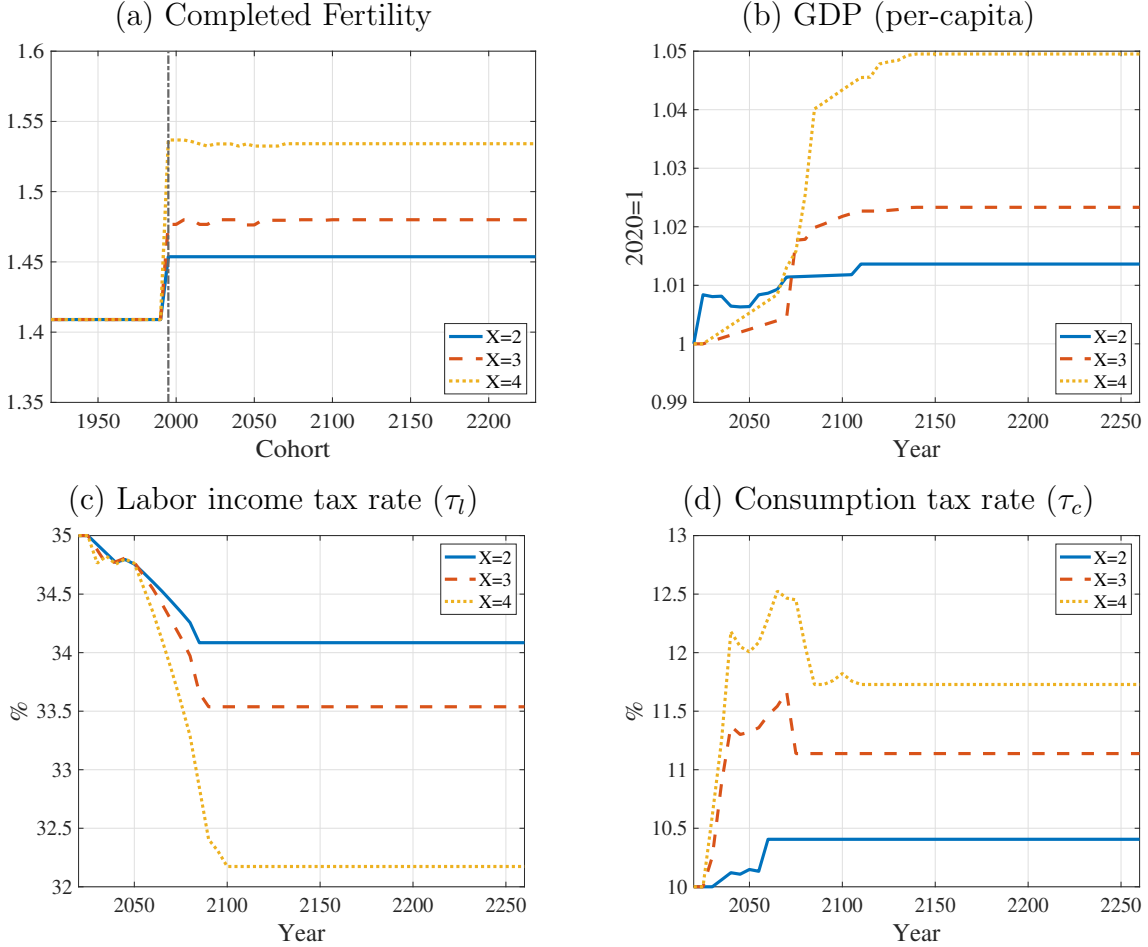 (a) Completed Fertility
1.6
1.55
1.5
1.45
1.4
1.35
1950 2000 2050 2100 2150 2200
Cohort
X=2
X=3
X=4
(b) GDP (per-capita)
2020=1
1.05
1.04
1.03
1.02
1.01
1
0.99
2050 2100 2150 2200 2250
Year
X=2
X=3
X=4
(c) Labor income tax rate (τl)
%
35
34.5
34
33.5
33
32.5
32
2050 2100 2150 2200 2250
Year
X=2
X=3
X=4
(d) Consumption tax rate (τc)
%
13
12.5
12
11.5
11
10.5
10
2050 2100 2150 2200 2250
Year
X=2
X=3
X=4